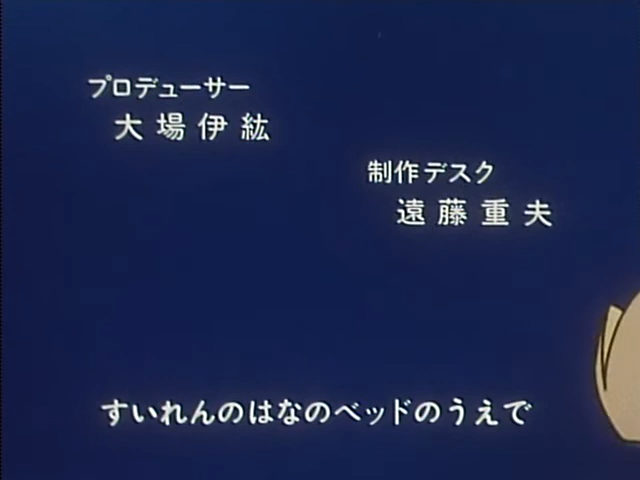 プロデューサー
大場伊紘
制作デスク
遠藤重夫
すいれんのはなのベッドのうえで